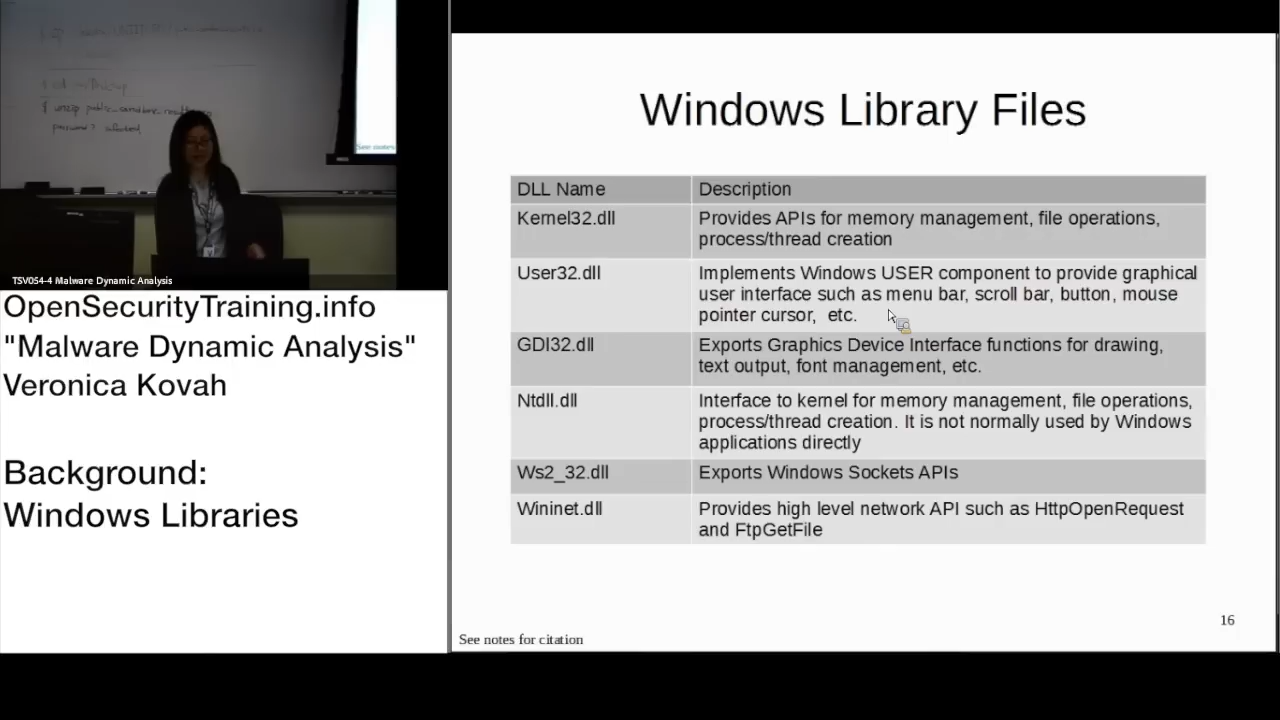 TSV054-4 Malware Dynamic Analysis
OpenSecurityTraining.info
"Malware Dynamic Analysis"
Veronica Kovah
Background:
Windows Libraries
See notes
Windows Library Files
DLL Name Description
Kernel32.dll Provides APIs for memory management, file operations,
process/thread creation
User32.dll Implements Windows USER component to provide graphical
user interface such as menu bar, scroll bar, button, mouse
pointer cursor, etc.
GDI32.dll Exports Graphics Device Interface functions for drawing,
text output, font management, etc.
Ntdll.dll Interface to kernel for memory management, file operations,
process/thread creation. It is not normally used by Windows
applications directly
Ws2_32.dll Exports Windows Sockets APIs
Wininet.dll Provides high level network API such as HttpOpenRequest
and FtpGetFile
16
See notes for citation